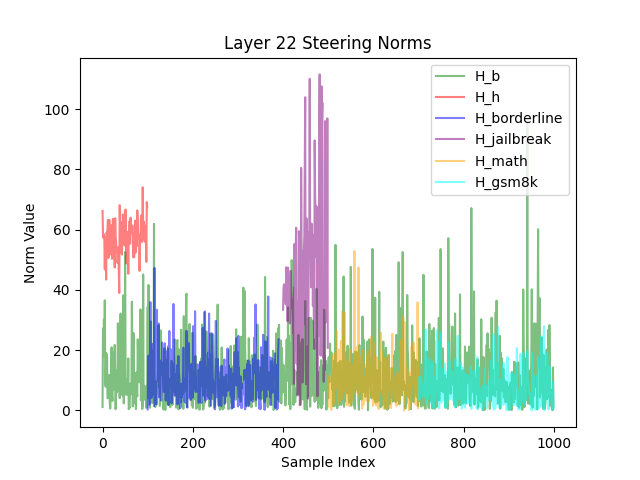 Layer 22 Steering Norms
Norm Value
100
80
60
40
20
0
H_b
H_h
H_borderline
H_jailbreak
H_math
H_gsm8k
0
200
400
600
800
1000
Sample Index